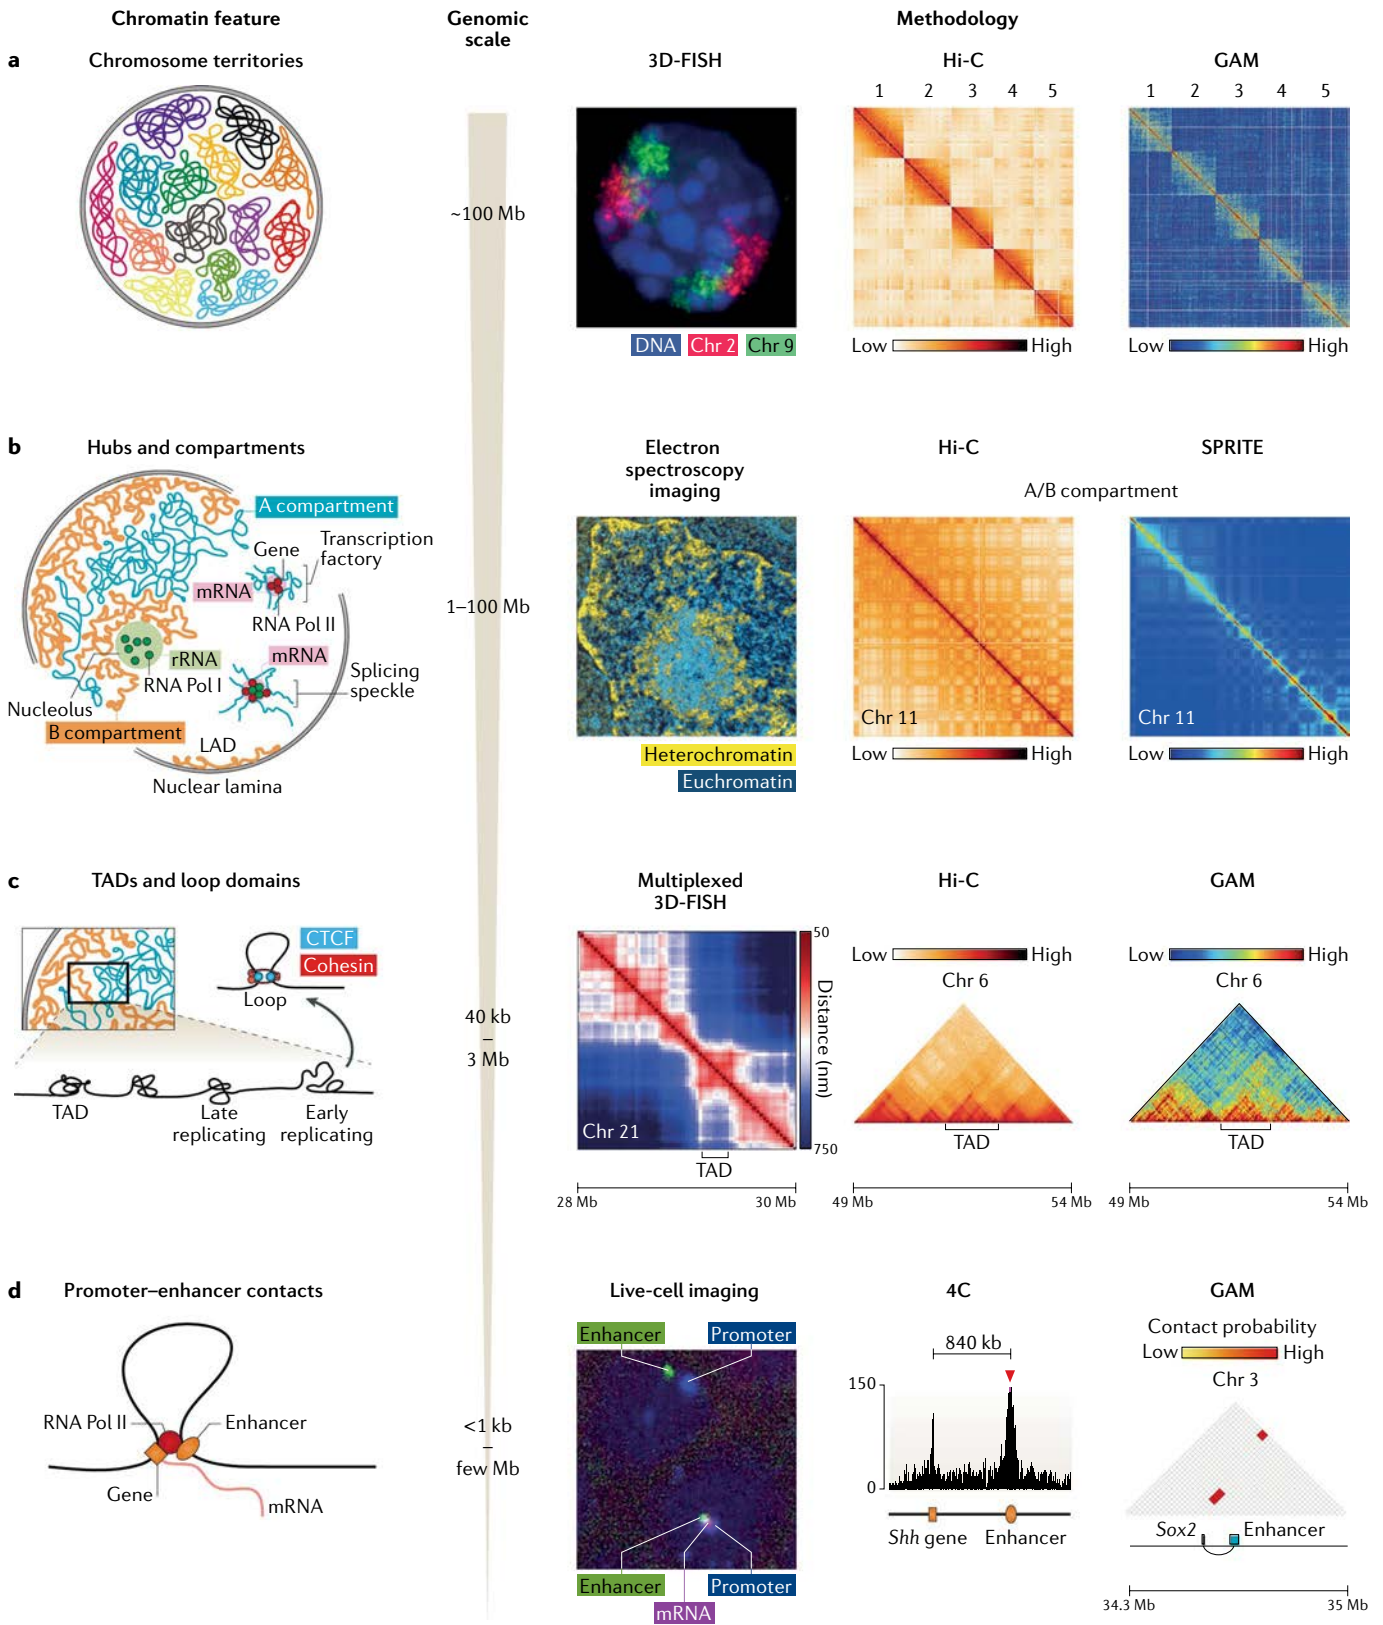 Chromatin feature
Genomic
scale
Methodology
a
Chromosome territories
3D-FISH
Hi-C
GAM
1 2 3 4 5
1 2 3 4 5
~100 Mb
DNA Chr 2 Chr 9
Low High
Low High
b
Hubs and compartments
Electron
spectroscopy
imaging
Hi-C
SPRITE
A/B compartment
A compartment
Transcription
factory
Gene
mRNA
RNA Pol II
1–100 Mb
mRNA
rRNA
RNA Pol I
Splicing
speckle
Nucleolus
B compartment
LAD
Nuclear lamina
Chr 11
Chr 11
Heterochromatin
Euchromatin
Low High
Low High
c
TADs and loop domains
Multiplexed
3D-FISH
Hi-C
GAM
CTCF
Cohesin
Loop
40 kb
–
3 Mb
TAD
Late
replicating
Early
replicating
50
Distance (nm)
750
Chr 21
TAD
28 Mb 30 Mb
Low High
Chr 6
TAD
49 Mb 54 Mb
Low High
Chr 6
TAD
49 Mb 54 Mb
d
Promoter–enhancer contacts
Live-cell imaging
4C
GAM
RNA Pol II
Enhancer
Gene
mRNA
<1 kb
–
few Mb
Enhancer Promoter
Enhancer Promoter
mRNA
840 kb
150
0
Shh gene Enhancer
Contact probability
Low High
Chr 3
Sox2 Enhancer
34.3 Mb 35 Mb